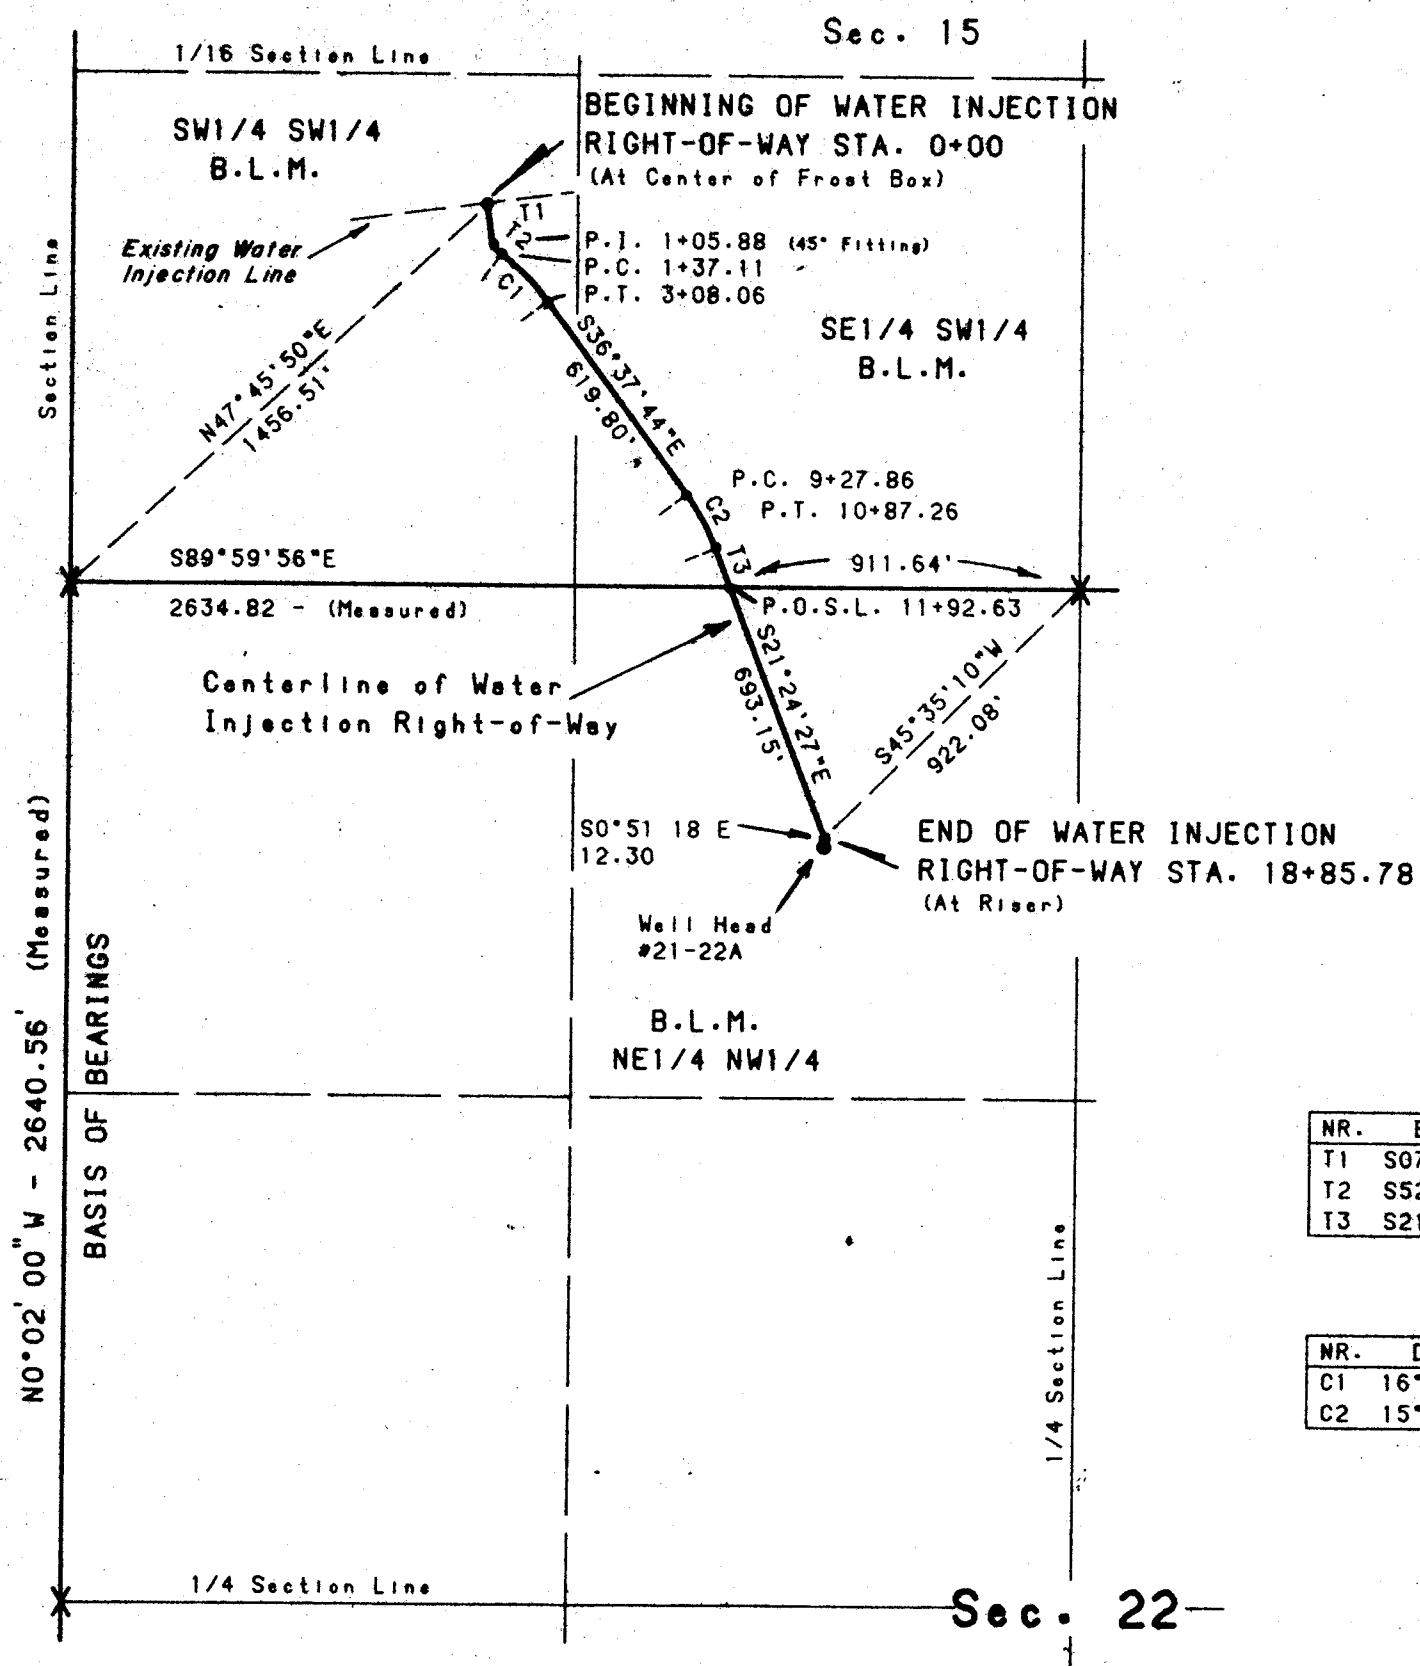 Sec. 15
1/16 Section Line
BEGINNING OF WATER INJECTION
RIGHT-OF-WAY STA. 0+00
(At Center of Frost Box)
SW1/4 SW1/4
B.L.M.
T1
T2
P.I. 1+05.88 (45° Fitting)
P.C. 1+37.11
P.T. 3+08.06
C1
Existing Water
Injection Line
Section Line
SE1/4 SW1/4
B.L.M.
N47°45'50"E
1456.51'
S36°37'44"E
619.80'
P.C. 9+27.86
P.T. 10+87.26
C2
T3
911.64'
S89°59'56"E
2634.82 - (Measured)
P.O.S.L. 11+92.63
Centerline of Water
Injection Right-of-Way
S21°24'27"E
693.15'
S45°35'10"W
922.08'
S0°51 18 E
12.30
END OF WATER INJECTION
RIGHT-OF-WAY STA. 18+85.78
(At Riser)
Well Head
#21-22A
B.L.M.
NE1/4 NW1/4
N0°02'00"W - 2640.56' (Measured)
BASIS OF BEARINGS
NR.
T1 S07
T2 S52
T3 S21
NR.
C1 16°
C2 15°
1/4 Section Line
1/4 Section Line
Sec. 22